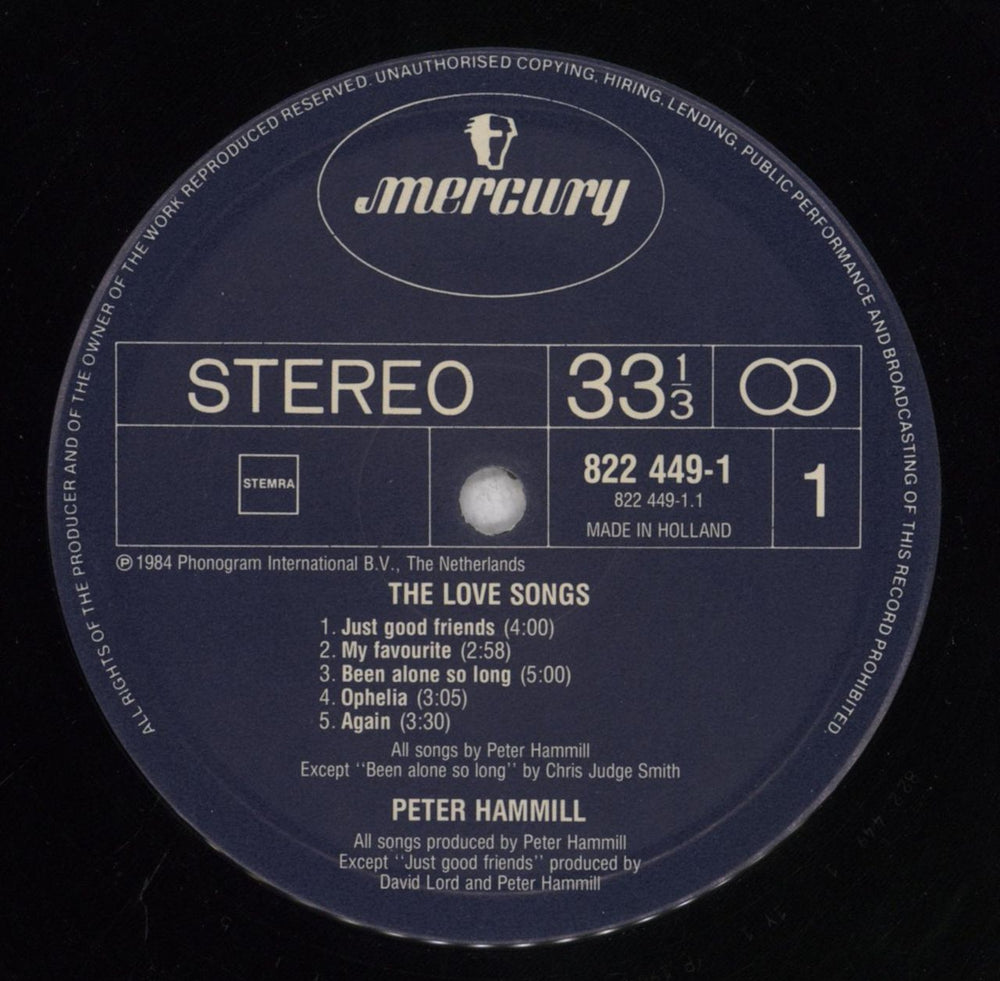 ALL RIGHTS OF THE PRODUCER AND OF THE OWNER OF THE WORK REPRODUCED RESERVED. UNAUTHORISED COPYING, HIRING, LENDING, PUBLIC PERFORMANCE AND BROADCASTING OF THIS RECORD PROHIBITED.
mercury
STEREO 33 1/3
STEMRA
822 449-1
822 449-1.1
MADE IN HOLLAND
1
℗ 1984 Phonogram International B.V., The Netherlands
THE LOVE SONGS
1. Just good friends (4:00)
2. My favourite (2:58)
3. Been alone so long (5:00)
4. Ophelia (3:05)
5. Again (3:30)
All songs by Peter Hammill
Except "Been alone so long" by Chris Judge Smith
PETER HAMMILL
All songs produced by Peter Hammill
Except "Just good friends" produced by
David Lord and Peter Hammill